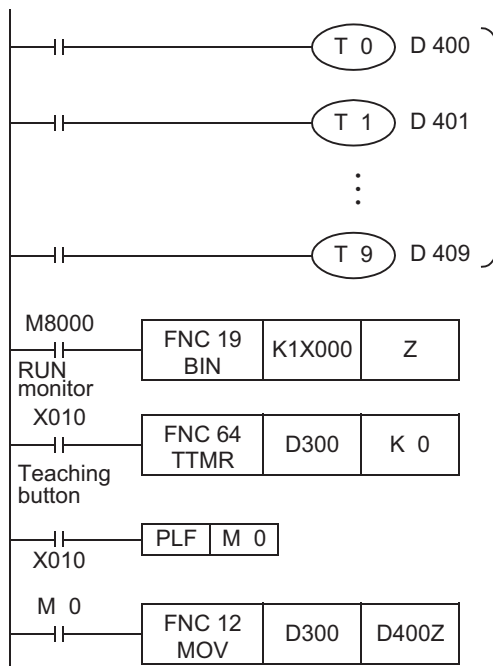 T 0 D 400
T 1 D 401
⋮
T 9 D 409
M8000
FNC 19
BIN
K1X000
Z
RUN
monitor
X010
FNC 64
TTMR
D300
K 0
Teaching
button
PLF M 0
X010
M 0
FNC 12
MOV
D300
D400Z